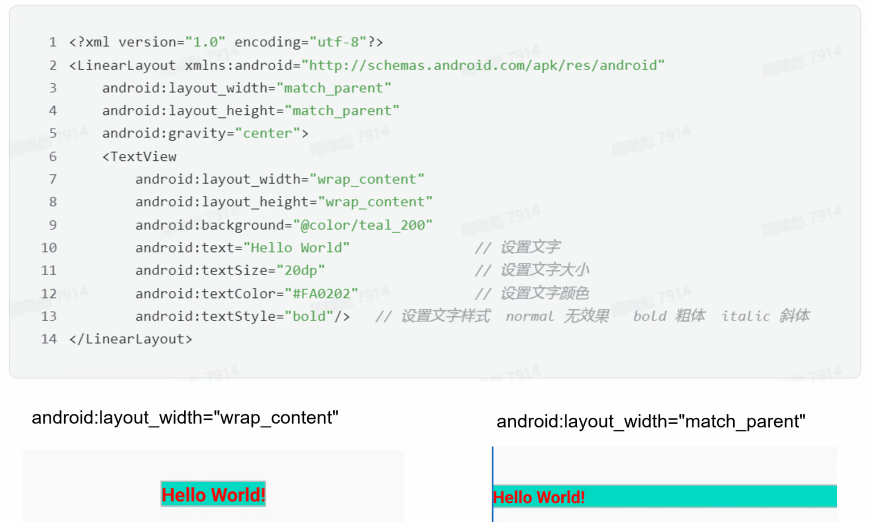 1 <?xml version="1.0" encoding="utf-8"?>
2 <LinearLayout xmlns:android="http://schemas.android.com/apk/res/android"
3 android:layout_width="match_parent"
4 android:layout_height="match_parent"
5 android:gravity="center">
6 <TextView
7 android:layout_width="wrap_content"
8 android:layout_height="wrap_content"
9 android:background="@color/teal_200"
10 android:text="Hello World" // 设置文字
11 android:textSize="20dp" // 设置文字大小
12 android:textColor="#FA0202" // 设置文字颜色
13 android:textStyle="bold"/> // 设置文字样式 normal 无效果 bold 粗体 italic 斜体
14 </LinearLayout>
android:layout_width="wrap_content"
android:layout_width="match_parent"
Hello World!
Hello World!